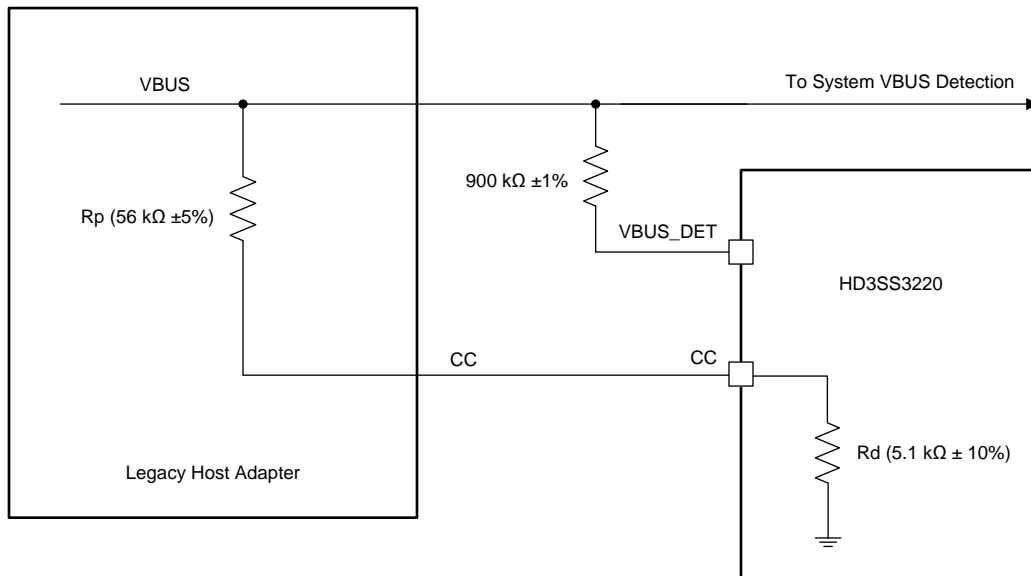 VBUS
To System VBUS Detection
900 kΩ ±1%
Rp (56 kΩ ±5%)
VBUS_DET
HD3SS3220
CC
CC
Rd (5.1 kΩ ± 10%)
Legacy Host Adapter